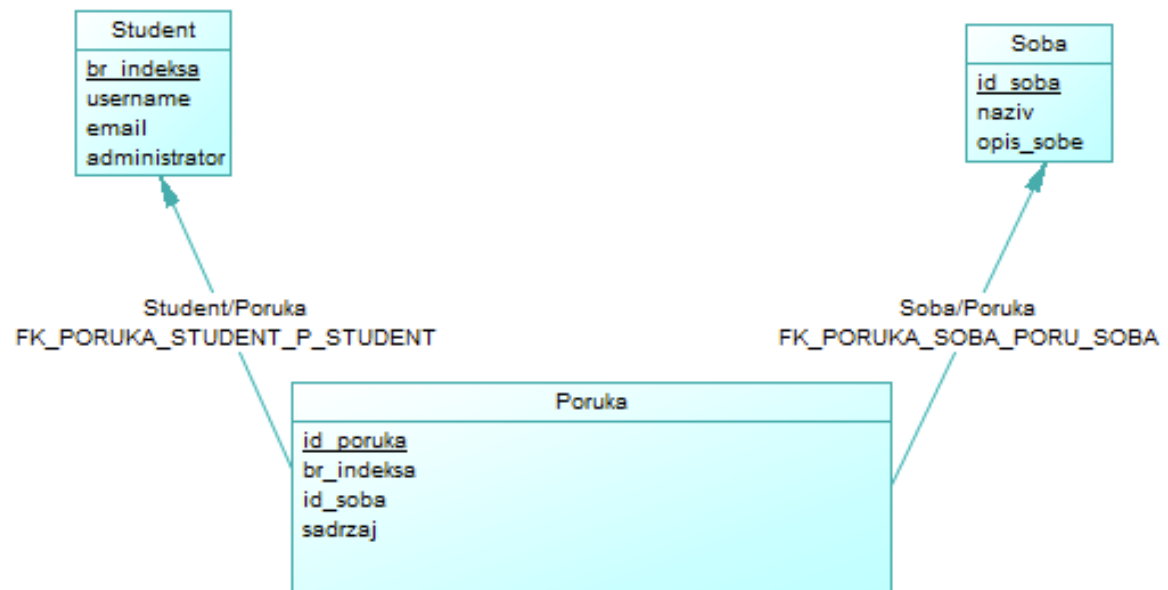 Student
br_indeksa
username
email
administrator
Soba
id_soba
naziv
opis_sobe
Student/Poruka
FK_PORUKA_STUDENT_P_STUDENT
Soba/Poruka
FK_PORUKA_SOBA_PORU_SOBA
Poruka
id_poruka
br_indeksa
id_soba
sadrzaj